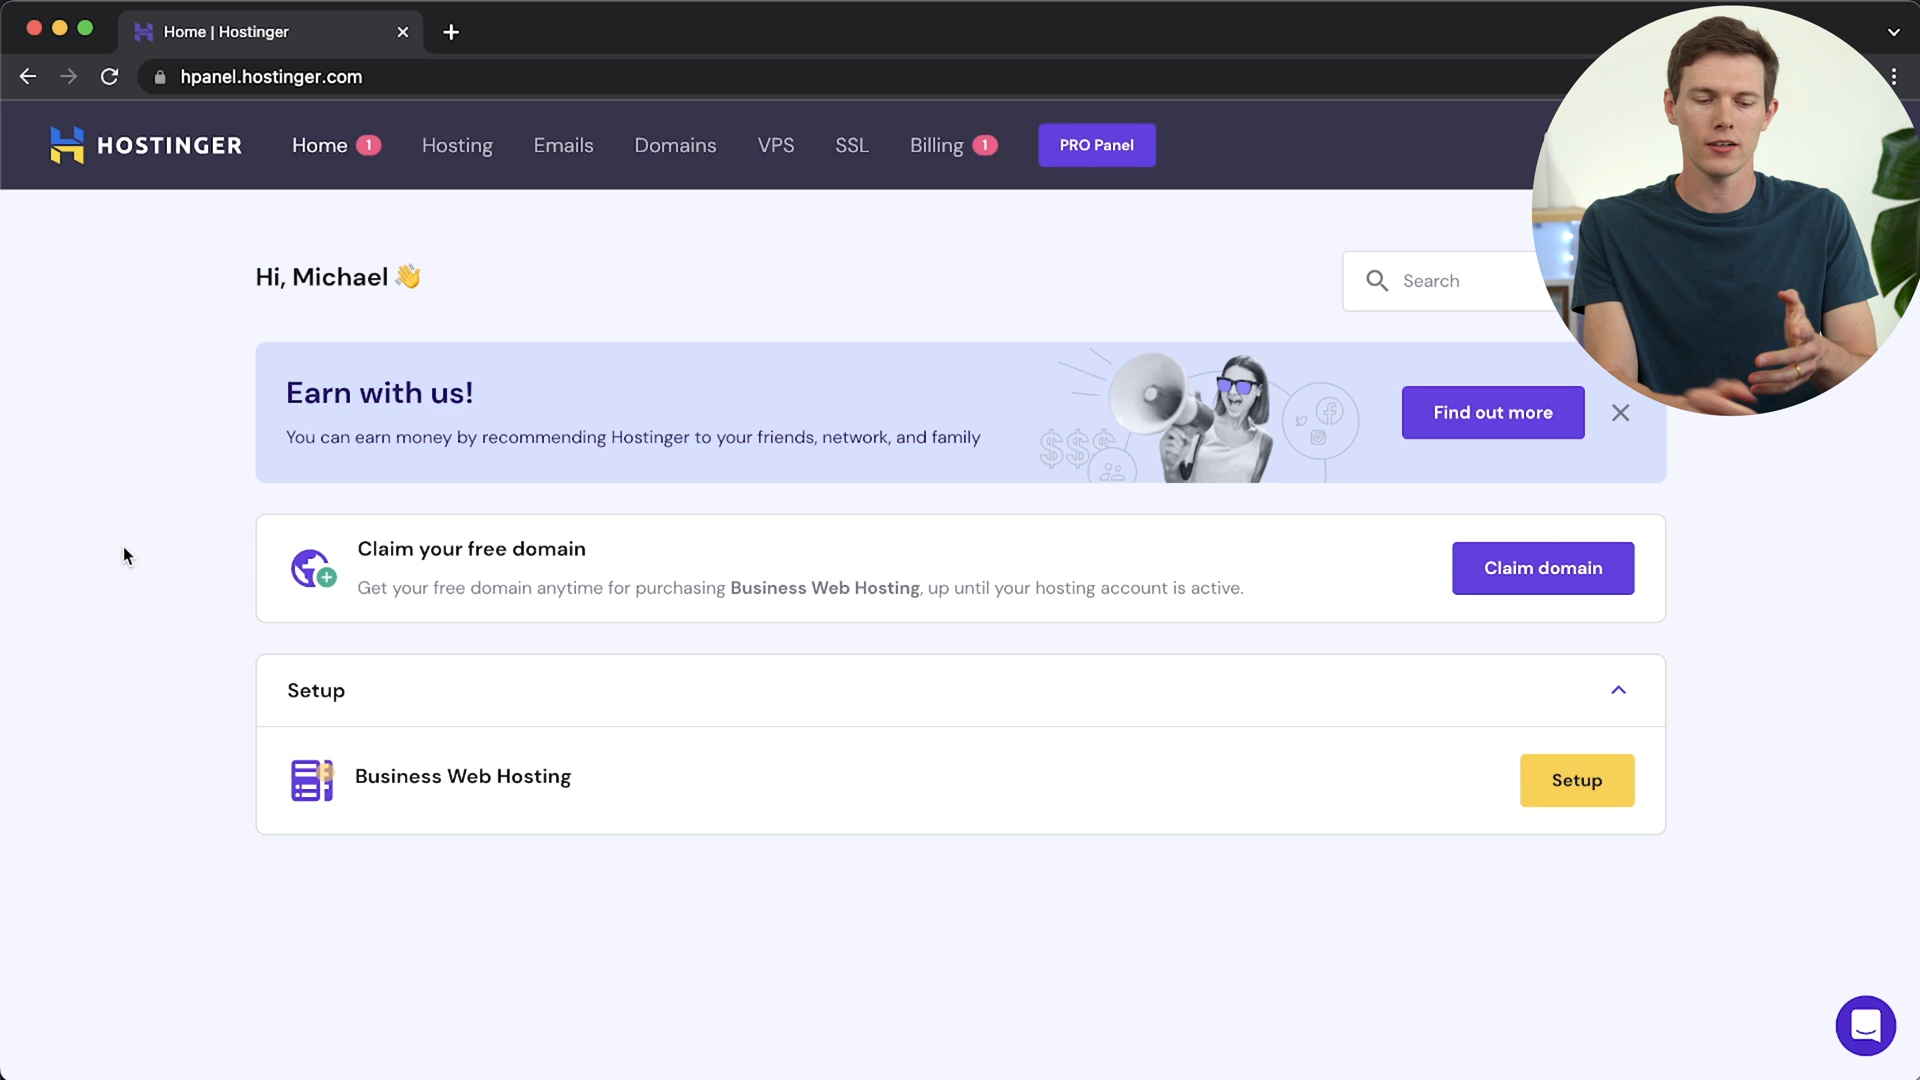 Home | Hostinger
hpanel.hostinger.com
HOSTINGER
Home 1
Hosting
Emails
Domains
VPS
SSL
Billing 1
PRO Panel
Hi, Michael 👋
Search
Earn with us!
You can earn money by recommending Hostinger to your friends, network, and family
$$$
Find out more
Claim your free domain
Get your free domain anytime for purchasing Business Web Hosting, up until your hosting account is active.
Claim domain
Setup
Business Web Hosting
Setup